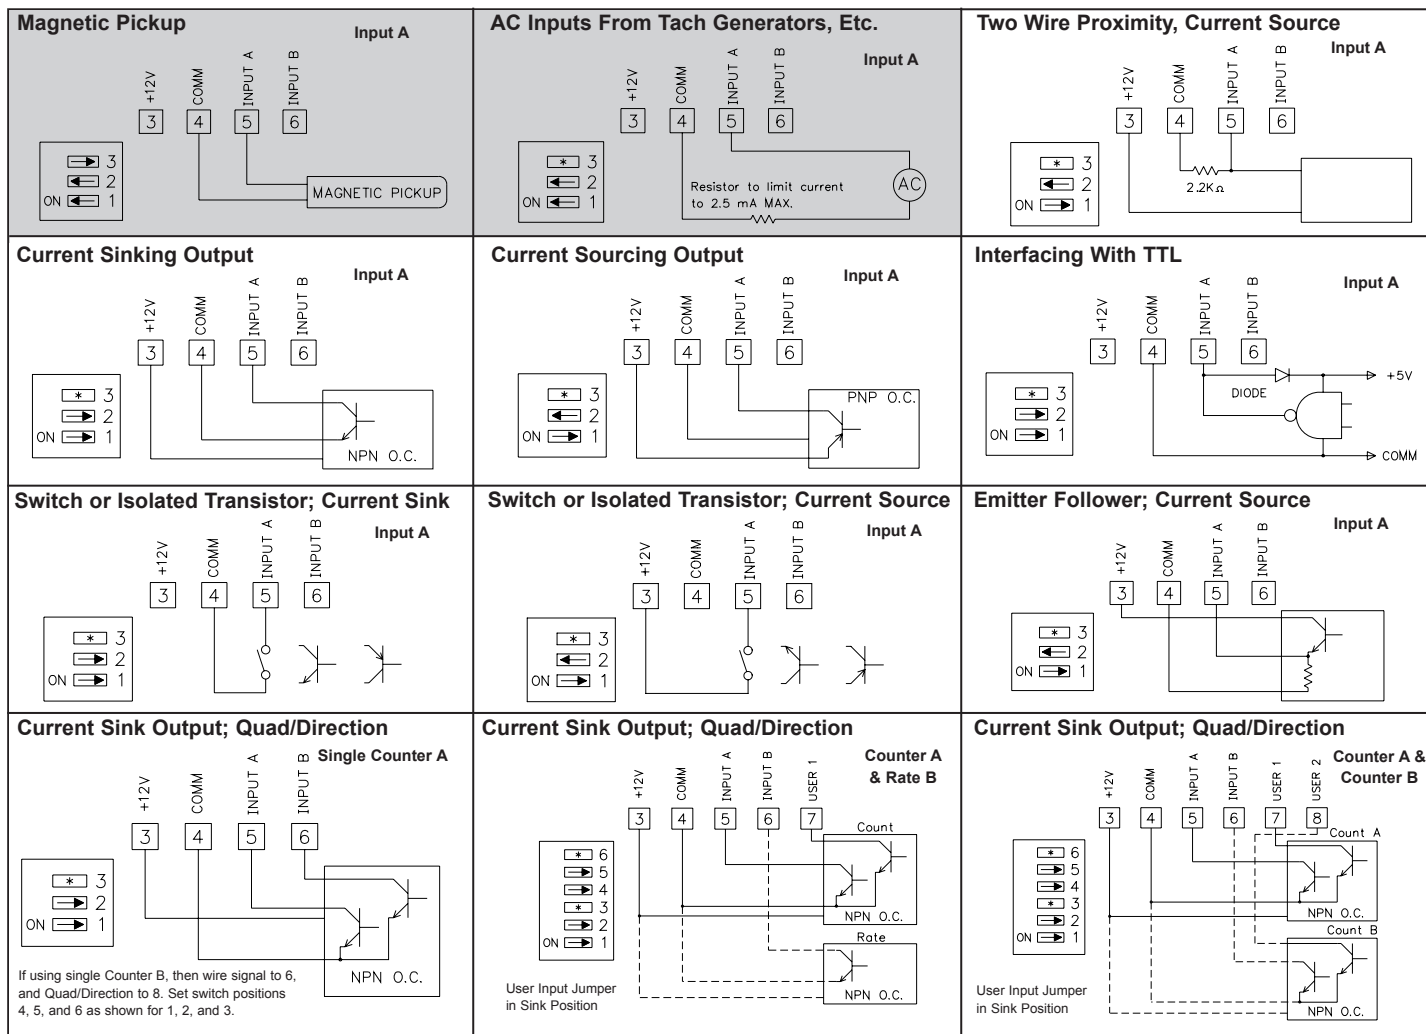 Magnetic Pickup
Input A
+12V
COMM
INPUT A
INPUT B
3
4
5
6
3
2
ON 1
MAGNETIC PICKUP
AC Inputs From Tach Generators, Etc.
Input A
+12V
COMM
INPUT A
INPUT B
3
4
5
6
* 3
2
ON 1
Resistor to limit current
to 2.5 mA MAX.
AC
Two Wire Proximity, Current Source
Input A
+12V
COMM
INPUT A
INPUT B
3
4
5
6
* 3
2
ON 1
2.2KΩ
Current Sinking Output
Input A
+12V
COMM
INPUT A
INPUT B
3
4
5
6
* 3
2
ON 1
NPN O.C.
Current Sourcing Output
Input A
+12V
COMM
INPUT A
INPUT B
3
4
5
6
* 3
2
ON 1
PNP O.C.
Interfacing With TTL
Input A
+12V
COMM
INPUT A
INPUT B
3
4
5
6
* 3
2
ON 1
DIODE
+5V
COMM
Switch or Isolated Transistor; Current Sink
Input A
+12V
COMM
INPUT A
INPUT B
3
4
5
6
* 3
2
ON 1
Switch or Isolated Transistor; Current Source
Input A
+12V
COMM
INPUT A
INPUT B
3
4
5
6
* 3
2
ON 1
Emitter Follower; Current Source
Input A
+12V
COMM
INPUT A
INPUT B
3
4
5
6
* 3
2
ON 1
Current Sink Output; Quad/Direction
Single Counter A
+12V
COMM
INPUT A
INPUT B
3
4
5
6
* 3
2
ON 1
NPN O.C.
If using single Counter B, then wire signal to 6,
and Quad/Direction to 8. Set switch positions
4, 5, and 6 as shown for 1, 2, and 3.
Current Sink Output; Quad/Direction
Counter A
& Rate B
+12V
COMM
INPUT A
INPUT B
USER 1
3
4
5
6
7
Count
* 6
5
4
* 3
2
ON 1
NPN O.C.
Rate
NPN O.C.
User Input Jumper
in Sink Position
Current Sink Output; Quad/Direction
Counter A &
Counter B
+12V
COMM
INPUT A
INPUT B
USER 1
USER 2
3
4
5
6
7
8
Count A
* 6
5
4
* 3
2
ON 1
NPN O.C.
Count B
NPN O.C.
User Input Jumper
in Sink Position